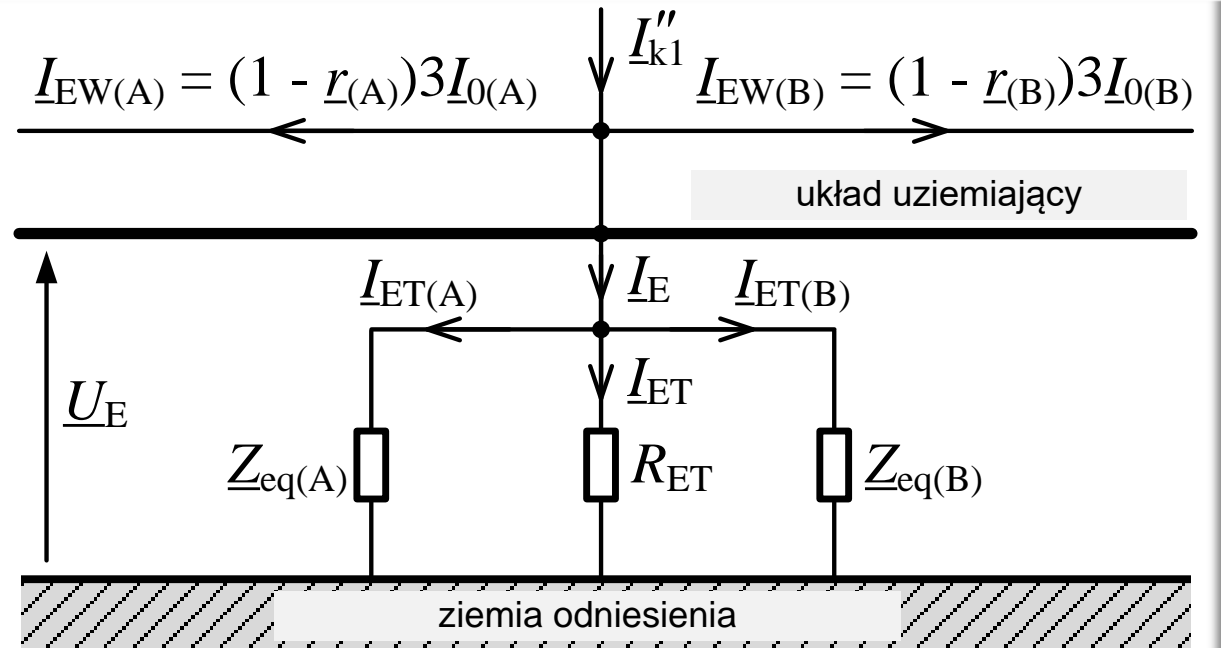 I″k1
IEW(A) = (1 - r(A))3I0(A)
IEW(B) = (1 - r(B))3I0(B)
układ uziemiający
IET(A)
IE
IET(B)
IET
UE
Zeq(A)
RET
Zeq(B)
ziemia odniesienia